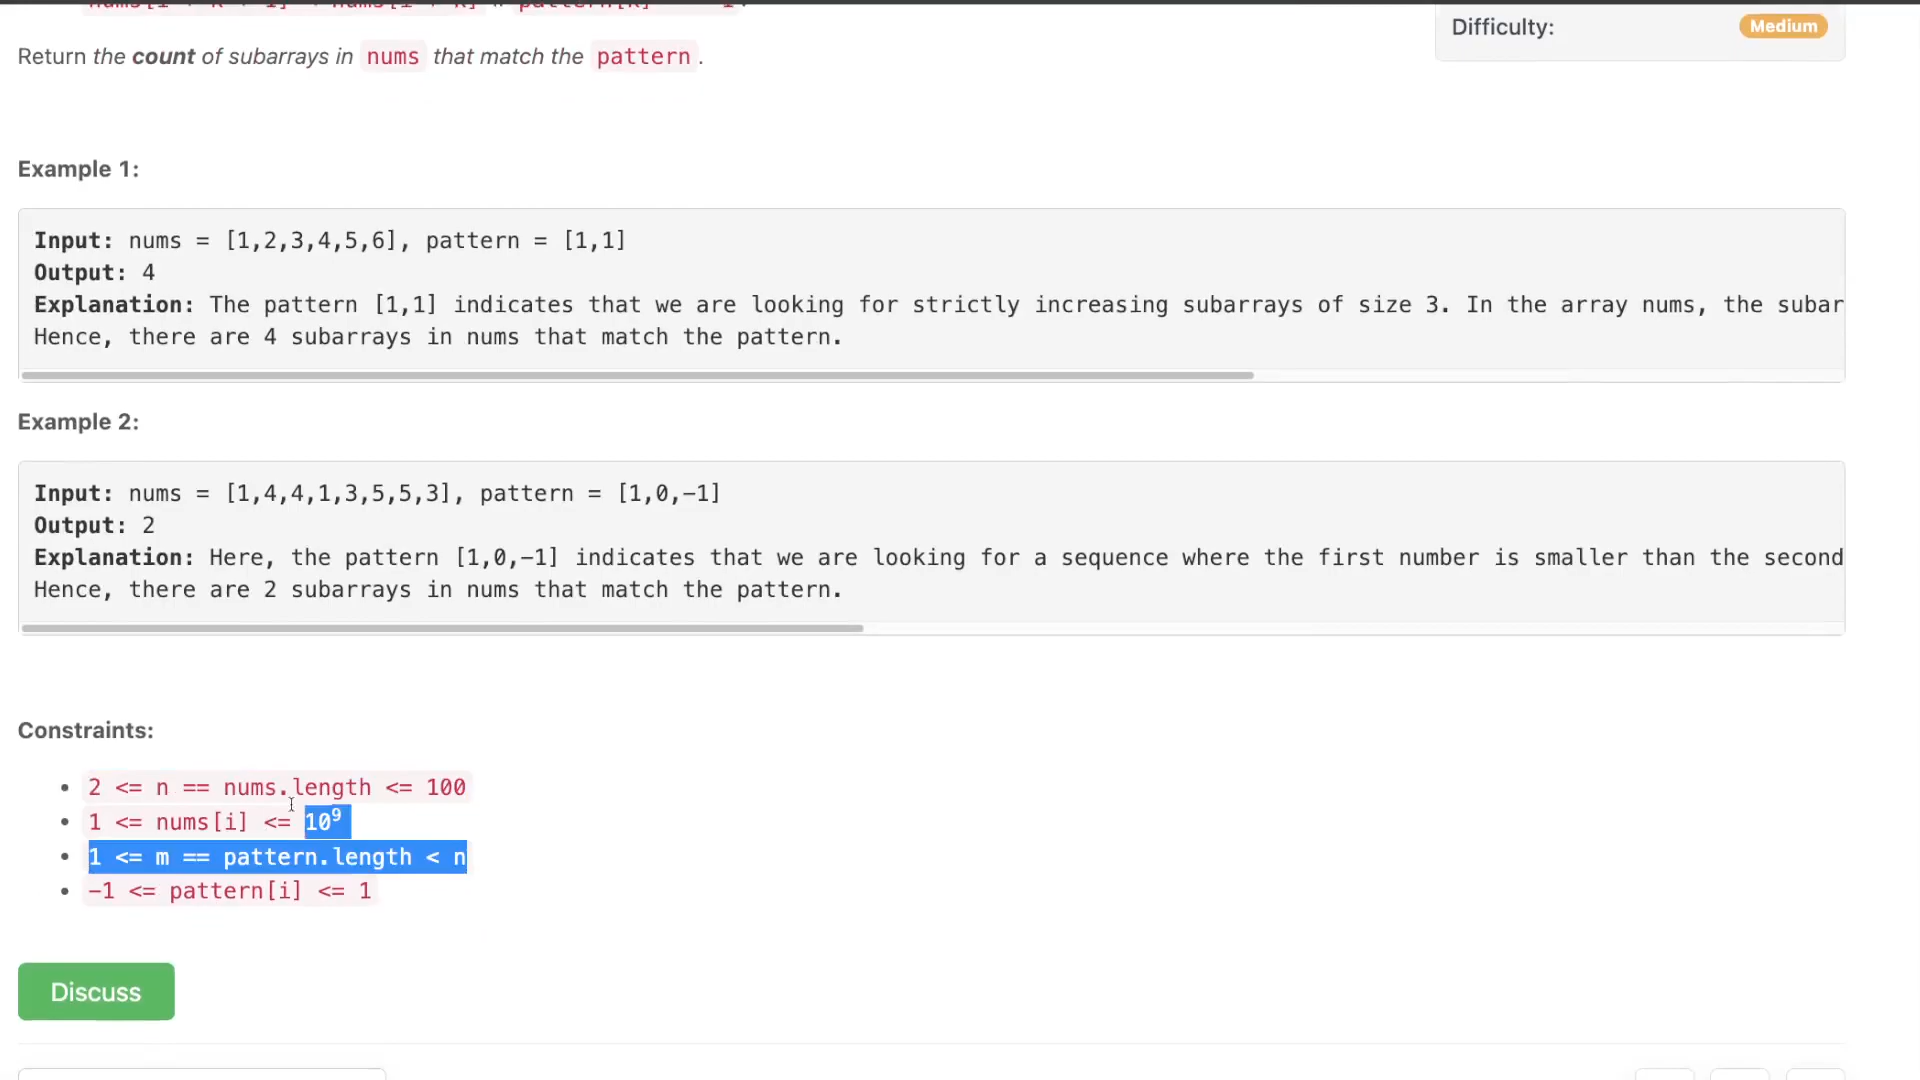 Difficulty: Medium
Return the count of subarrays in nums that match the pattern.
Example 1:
Input: nums = [1,2,3,4,5,6], pattern = [1,1]
Output: 4
Explanation: The pattern [1,1] indicates that we are looking for strictly increasing subarrays of size 3. In the array nums, the subar
Hence, there are 4 subarrays in nums that match the pattern.
Example 2:
Input: nums = [1,4,4,1,3,5,5,3], pattern = [1,0,−1]
Output: 2
Explanation: Here, the pattern [1,0,−1] indicates that we are looking for a sequence where the first number is smaller than the second
Hence, there are 2 subarrays in nums that match the pattern.
Constraints:
• 2 <= n == nums.length <= 100
• 1 <= nums[i] <= 10⁹
• 1 <= m == pattern.length < n
• −1 <= pattern[i] <= 1
Discuss